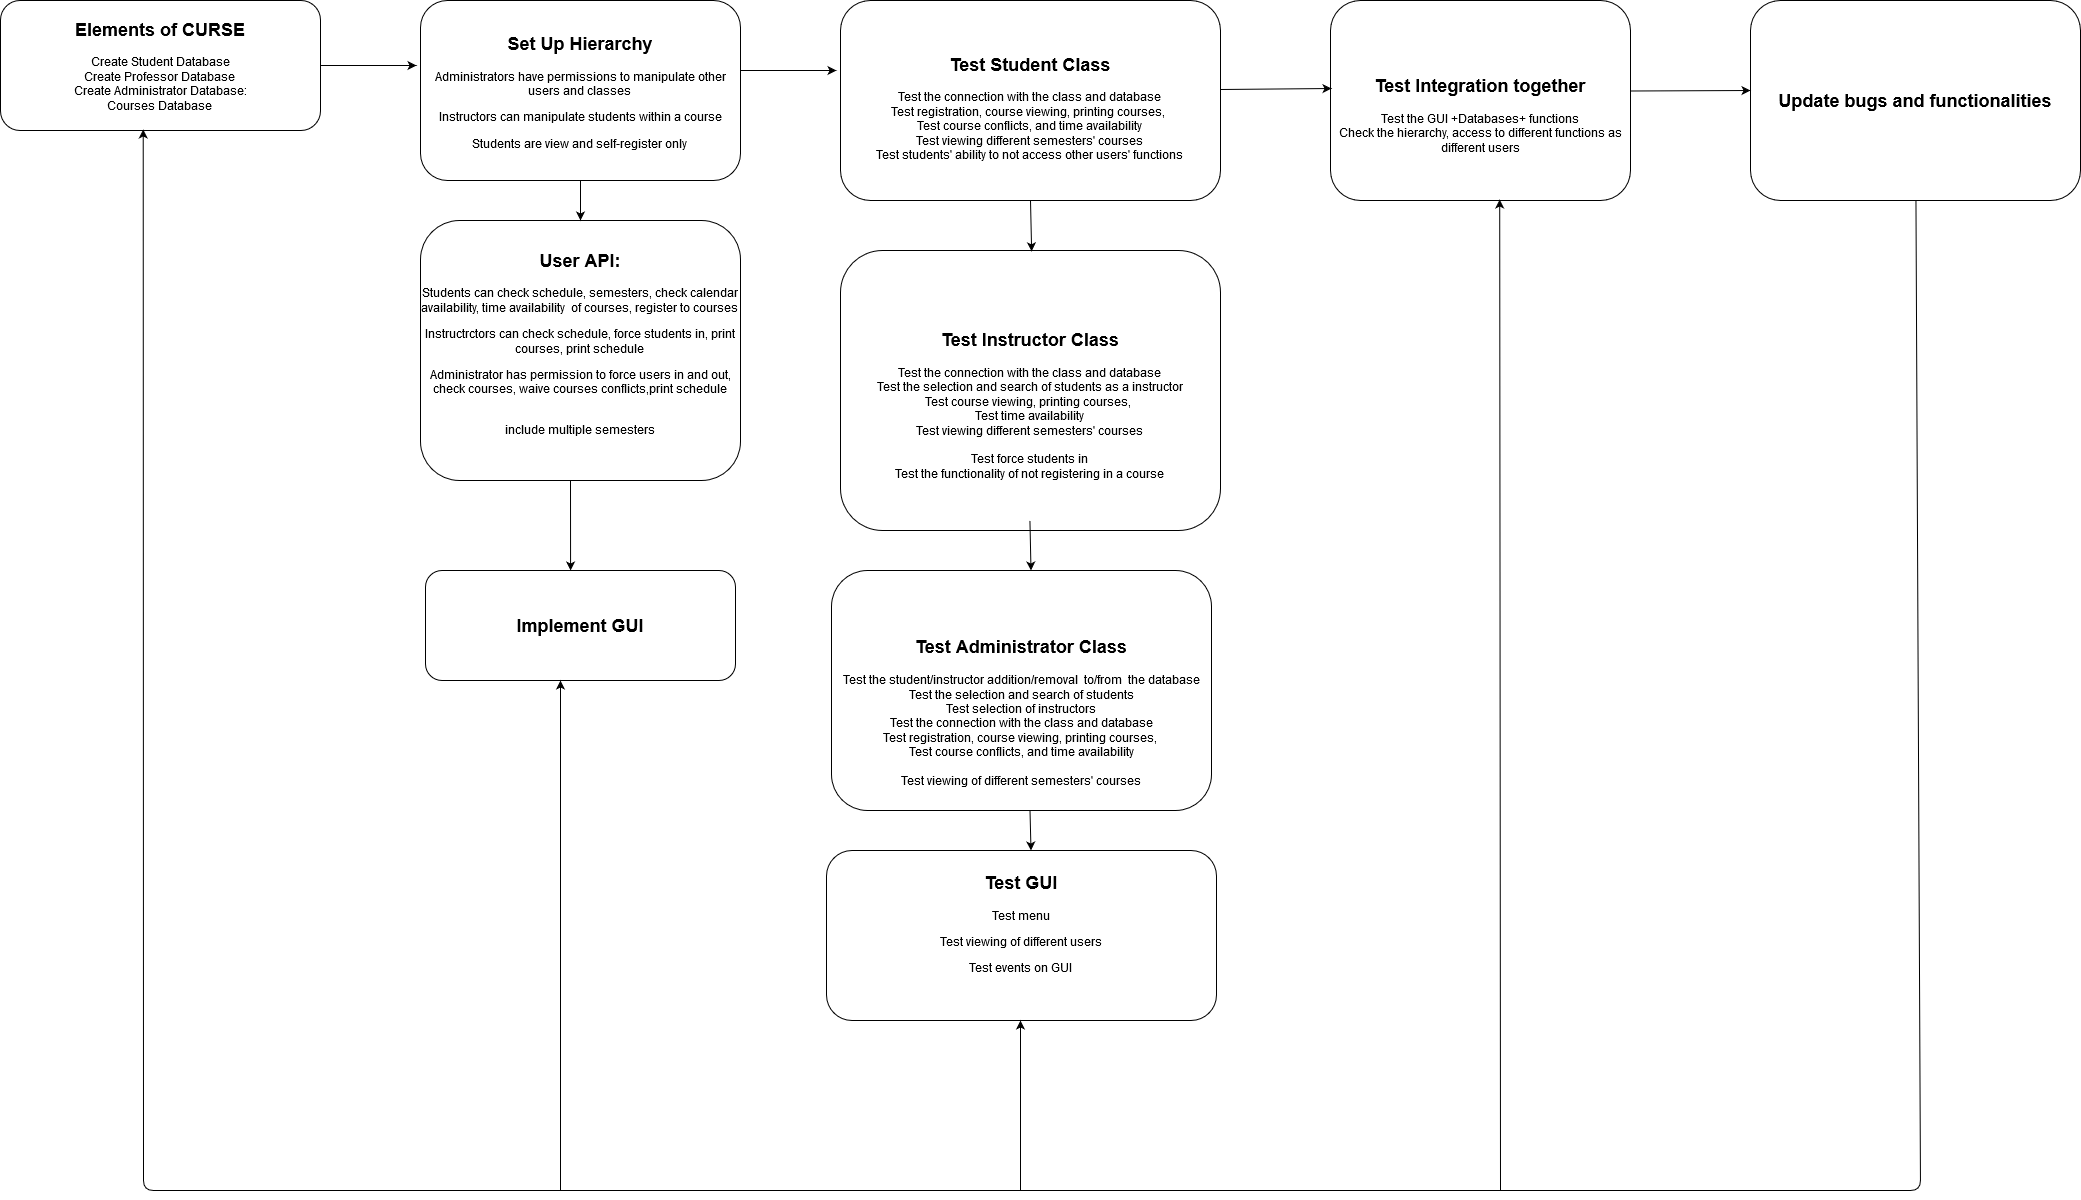 Elements of CURSE
Create Student Database
Create Professor Database
Create Administrator Database:
Courses Database
Set Up Hierarchy
Administrators have permissions to manipulate other
users and classes
Instructors can manipulate students within a course
Students are view and self-register only
User API:
Students can check schedule, semesters, check calendar
availability, time availability of courses, register to courses
Instructrctors can check schedule, force students in, print
courses, print schedule
Administrator has permission to force users in and out,
check courses, waive courses conflicts,print schedule
include multiple semesters
Implement GUI
Test Student Class
Test the connection with the class and database
Test registration, course viewing, printing courses,
Test course conflicts, and time availability
Test viewing different semesters' courses
Test students' ability to not access other users' functions
Test Instructor Class
Test the connection with the class and database
Test the selection and search of students as a instructor
Test course viewing, printing courses,
Test time availability
Test viewing different semesters' courses
Test force students in
Test the functionality of not registering in a course
Test Administrator Class
Test the student/instructor addition/removal to/from the database
Test the selection and search of students
Test selection of instructors
Test the connection with the class and database
Test registration, course viewing, printing courses,
Test course conflicts, and time availability
Test viewing of different semesters' courses
Test GUI
Test menu
Test viewing of different users
Test events on GUI
Test Integration together
Test the GUI +Databases+ functions
Check the hierarchy, access to different functions as
different users
Update bugs and functionalities